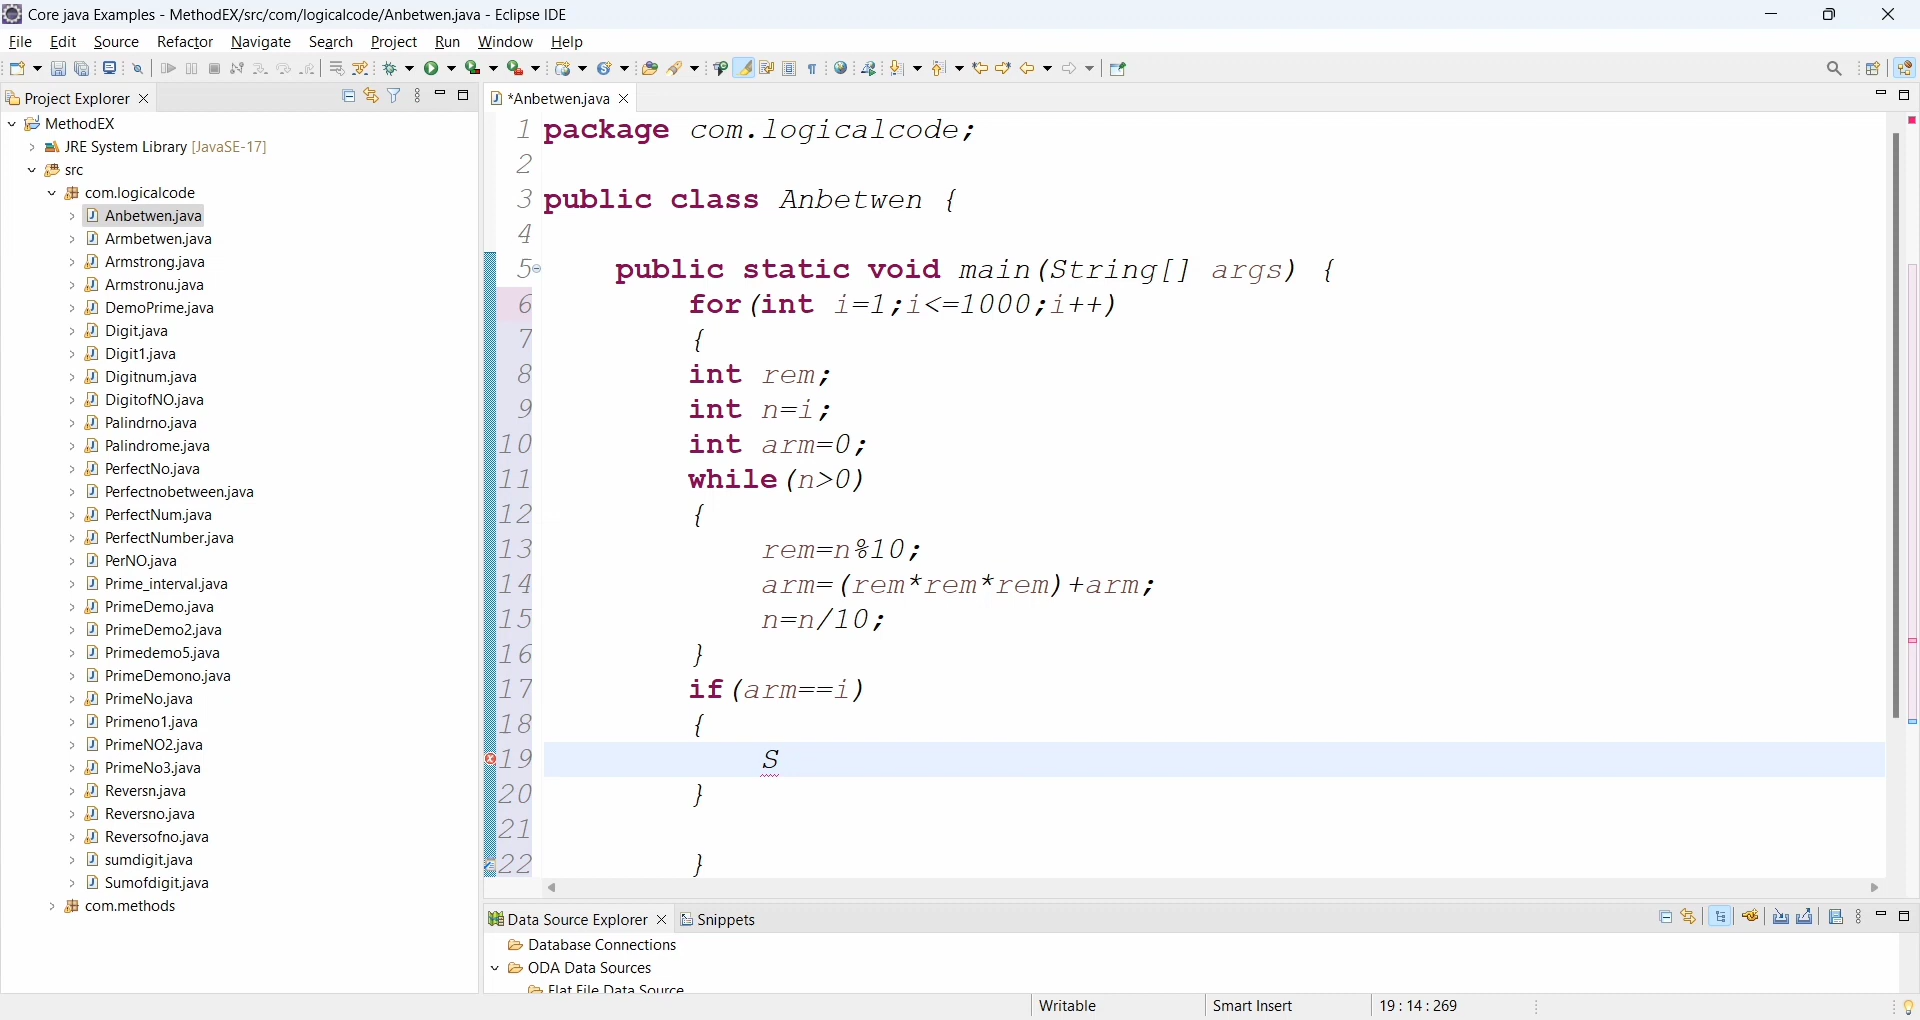 Core java Examples - MethodEX/src/com/logicalcode/Anbetwen.java - Eclipse IDE
File Edit Source Refactor Navigate Search Project Run Window Help
Project Explorer
MethodEX
JRE System Library [JavaSE-17]
src
com.logicalcode
Anbetwen.java
Armbetwen.java
Armstrong.java
Armstronu.java
DemoPrime.java
Digit.java
Digit1.java
Digitnum.java
DigitofNO.java
Palindrno.java
Palindrome.java
PerfectNo.java
Perfectnobetween.java
PerfectNum.java
PerfectNumber.java
PerNO.java
Prime_interval.java
PrimeDemo.java
PrimeDemo2.java
Primedemo5.java
PrimeDemono.java
PrimeNo.java
Primeno1.java
PrimeNO2.java
PrimeNo3.java
Reversn.java
Reversno.java
Reversofno.java
sumdigit.java
Sumofdigit.java
com.methods
*Anbetwen.java
1 package com.logicalcode;
2
3 public class Anbetwen {
4
5 public static void main(String[] args) {
6 for(int i=1;i<=1000;i++)
7 {
8 int rem;
9 int n=i;
10 int arm=0;
11 while(n>0)
12 {
13 rem=n%10;
14 arm=(rem*rem*rem)+arm;
15 n=n/10;
16 }
17 if(arm==i)
18 {
19 S
20 }
21
22 }
Data Source Explorer Snippets
Database Connections
ODA Data Sources
Flat File Data Source
Writable Smart Insert 19 : 14 : 269